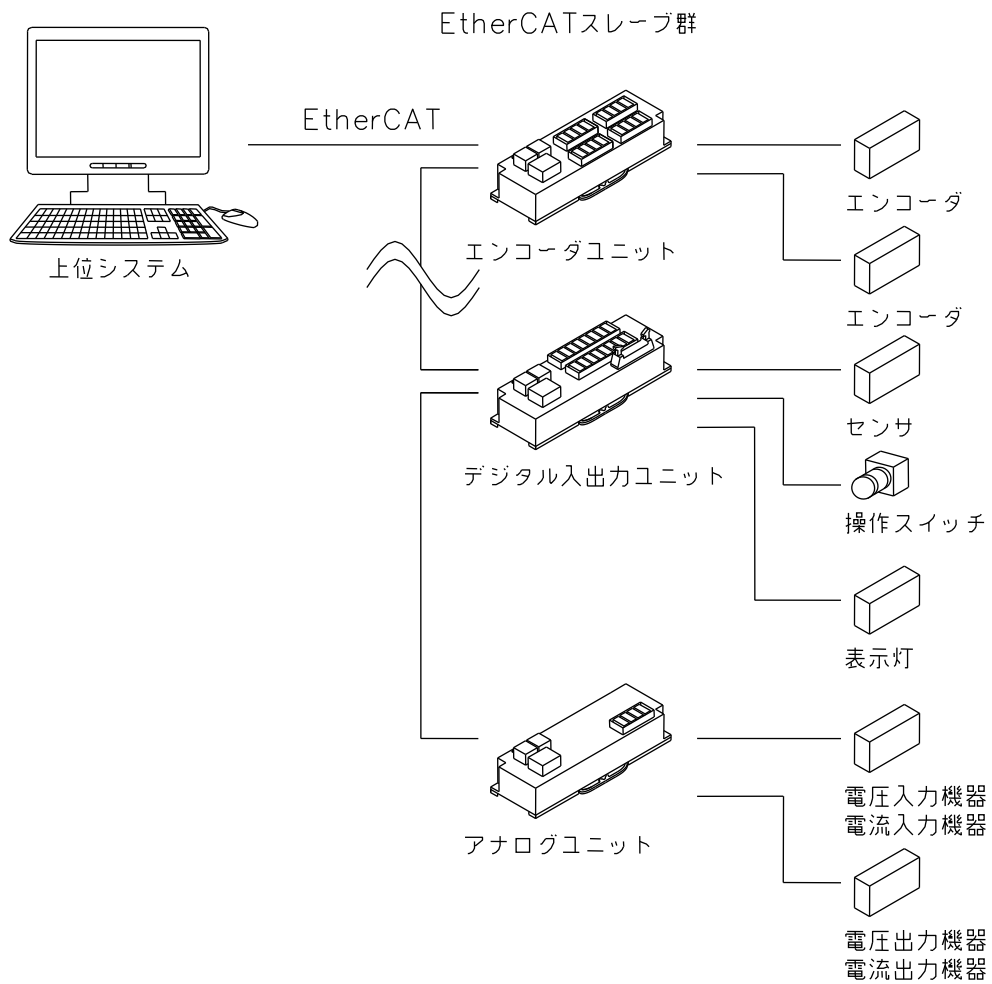 EtherCATスレーブ群
EtherCAT
エンコーダ
エンコーダユニット
上位システム
エンコーダ
センサ
デジタル入出力ユニット
操作スイッチ
表示灯
電圧入力機器
電流入力機器
アナログユニット
電圧出力機器
電流出力機器